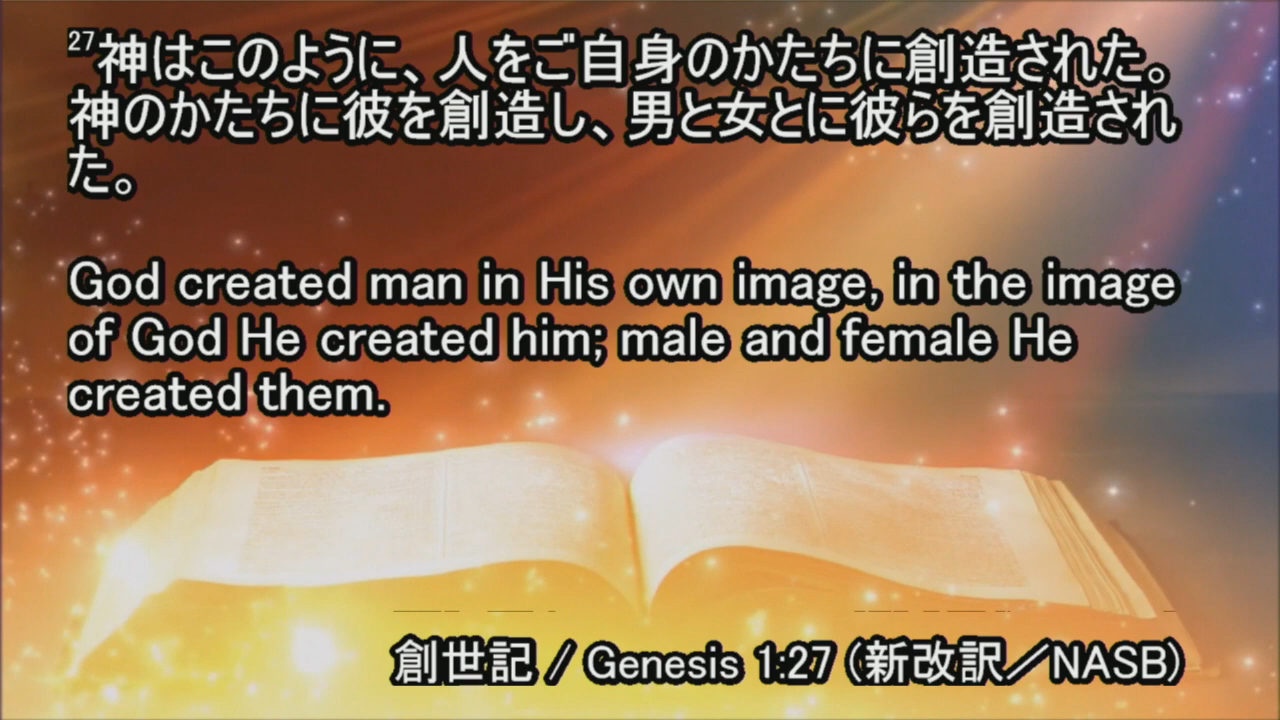 27神はこのように、人をご自身のかたちに創造された。
神のかたちに彼を創造し、男と女とに彼らを創造され
た。
God created man in His own image, in the image
of God He created him; male and female He
created them.
創世記 / Genesis 1:27 (新改訳／NASB)